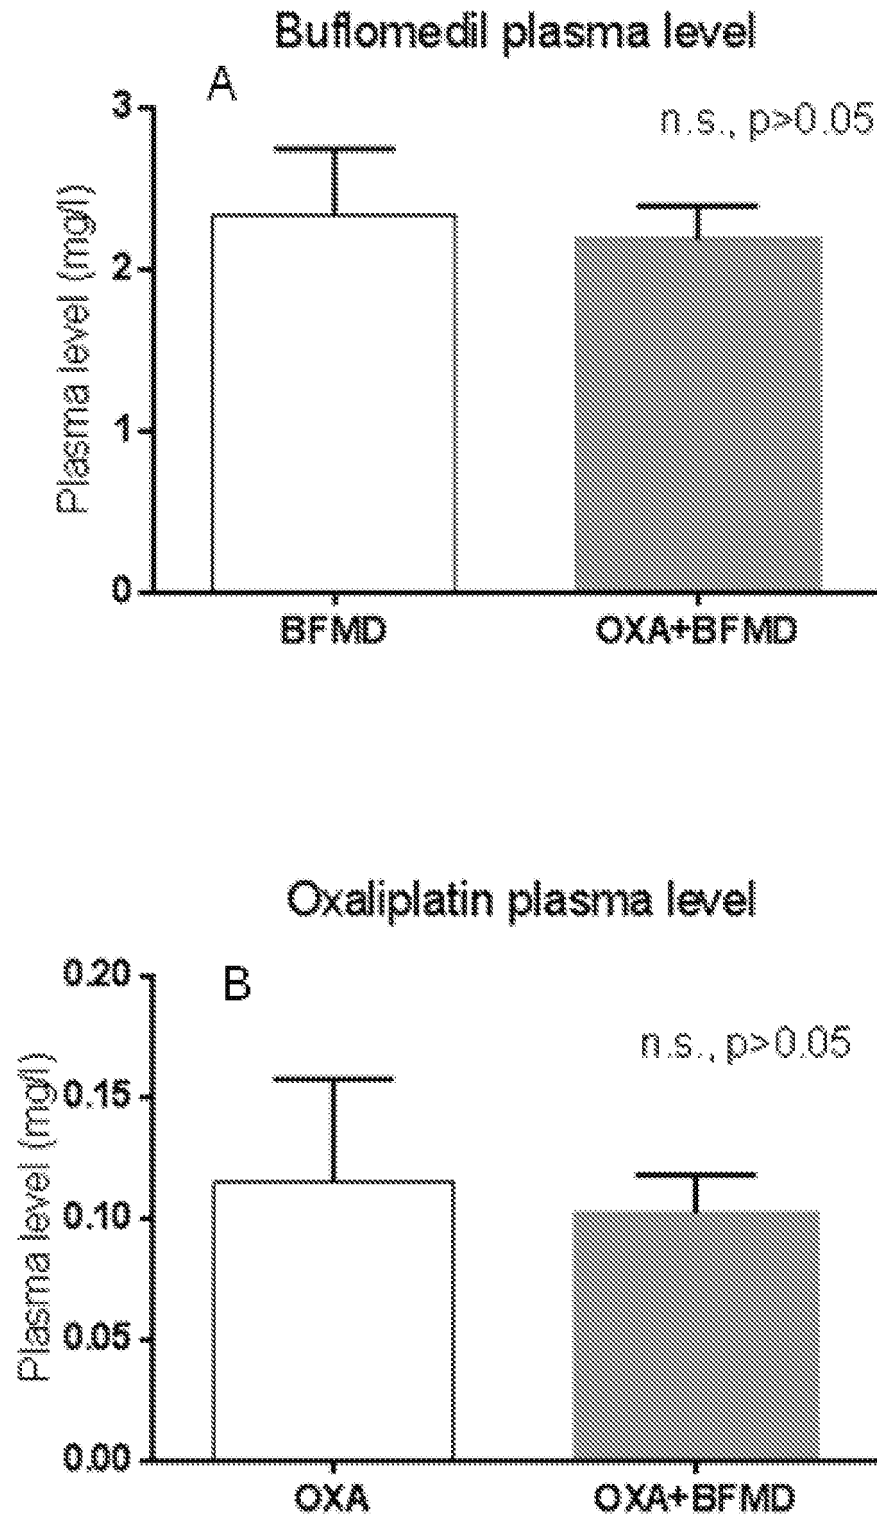 Buflomedil plasma level
A
n.s., p>0.05
Plasma level (mg/l)
3
2
1
0
BFMD
OXA+BFMD
Oxaliplatin plasma level
B
n.s., p>0.05
Plasma level (mg/l)
0.20
0.15
0.10
0.05
0.00
OXA
OXA+BFMD